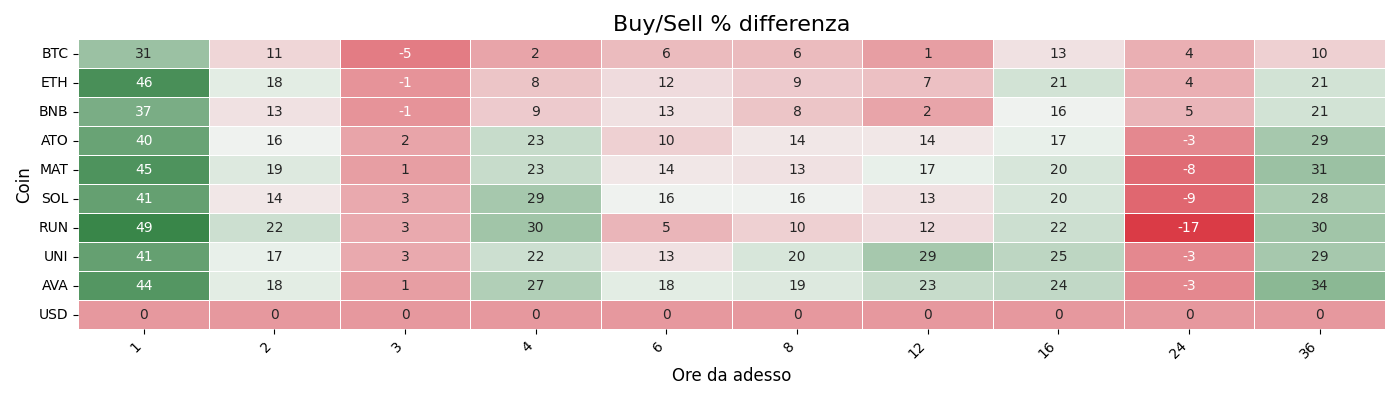 Buy/Sell % differenza
Coin
BTC 31 11 -5 2 6 6 1 13 4 10
ETH 46 18 -1 8 12 9 7 21 4 21
BNB 37 13 -1 9 13 8 2 16 5 21
ATO 40 16 2 23 10 14 14 17 -3 29
MAT 45 19 1 23 14 13 17 20 -8 31
SOL 41 14 3 29 16 16 13 20 -9 28
RUN 49 22 3 30 5 10 12 22 -17 30
UNI 41 17 3 22 13 20 29 25 -3 29
AVA 44 18 1 27 18 19 23 24 -3 34
USD 0 0 0 0 0 0 0 0 0 0
1 2 3 4 6 8 12 16 24 36
Ore da adesso